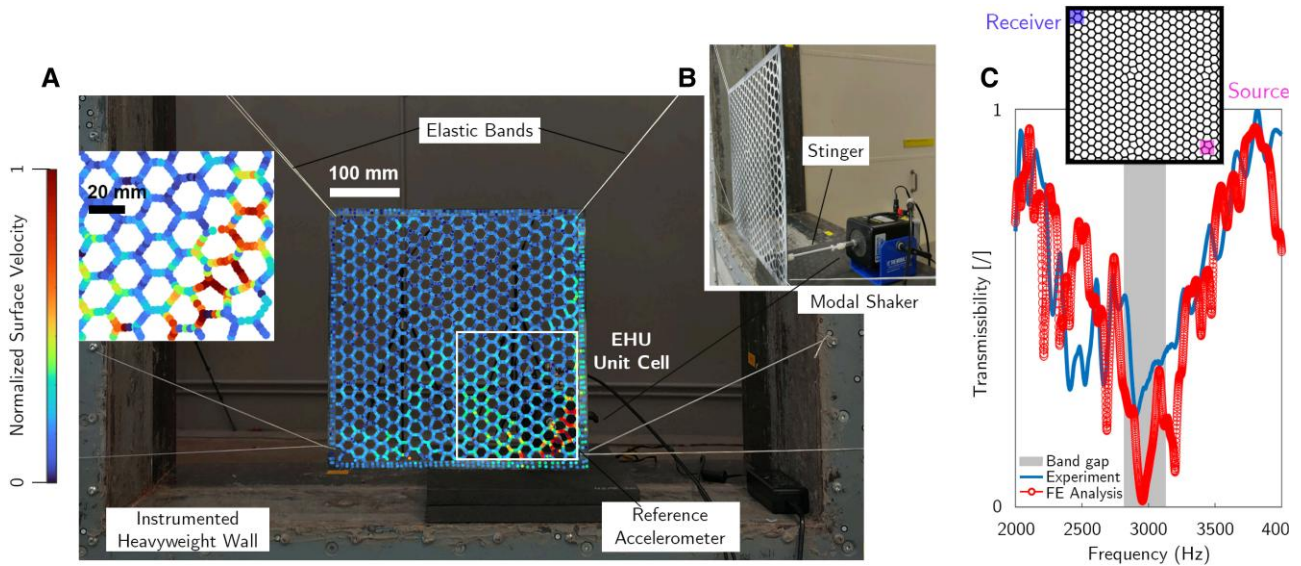 A
B
C
Receiver
Source
Elastic Bands
Stinger
100 mm
20 mm
1
0
Normalized Surface Velocity
EHU
Unit Cell
Modal Shaker
Instrumented
Heavyweight Wall
Reference
Accelerometer
1
0
Transmissibility [/]
Band gap
Experiment
FE Analysis
2000 2500 3000 3500 400
Frequency (Hz)